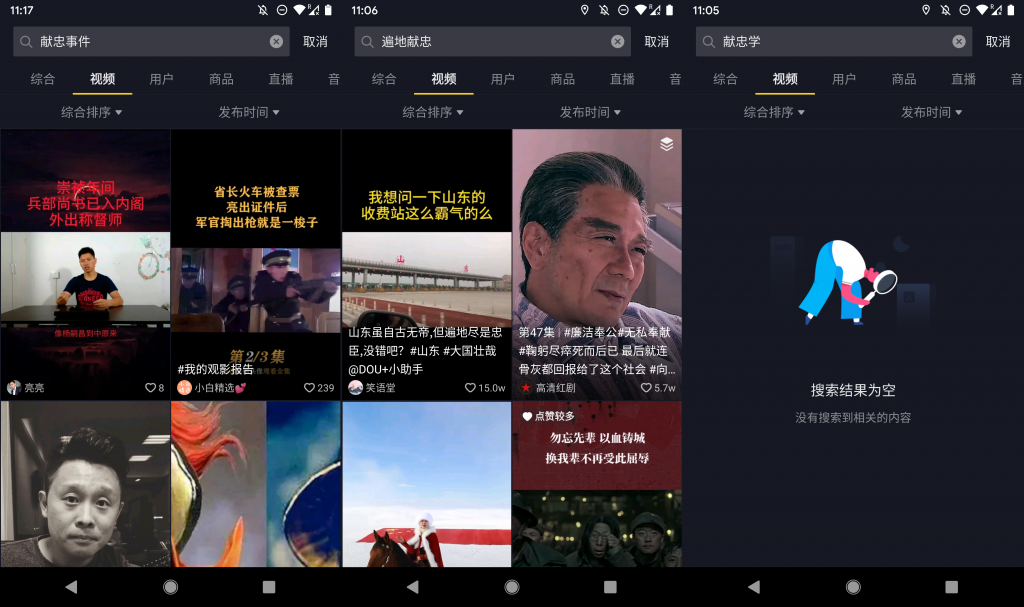 11:17
献忠事件
取消
综合
视频
用户
商品
直播
音
综合排序
发布时间
崇祯年间
兵部尚书已入内阁
外出称督师
像杨嗣昌到中原来
亮亮
8
省长火车被查票
亮出证件后
军官掏出枪就是一梭子
第2/3集
#我的观影报告
小白精选
239
11:06
遍地献忠
取消
综合
视频
用户
商品
直播
音
综合排序
发布时间
我想问一下山东的
收费站这么霸气的么
山东虽自古无帝,但遍地尽是忠
臣,没错吧？#山东 #大国壮哉
@DOU+小助手
笑语堂
15.0w
第47集 | #廉洁奉公#无私奉献
#鞠躬尽瘁死而后已 最后就连
骨灰都回报给了这个社会 #向...
高清红剧
5.7w
点赞较多
勿忘先辈 以血铸城
换我辈不再受此屈辱
11:05
献忠学
取消
综合
视频
用户
商品
直播
音
综合排序
发布时间
搜索结果为空
没有搜索到相关的内容